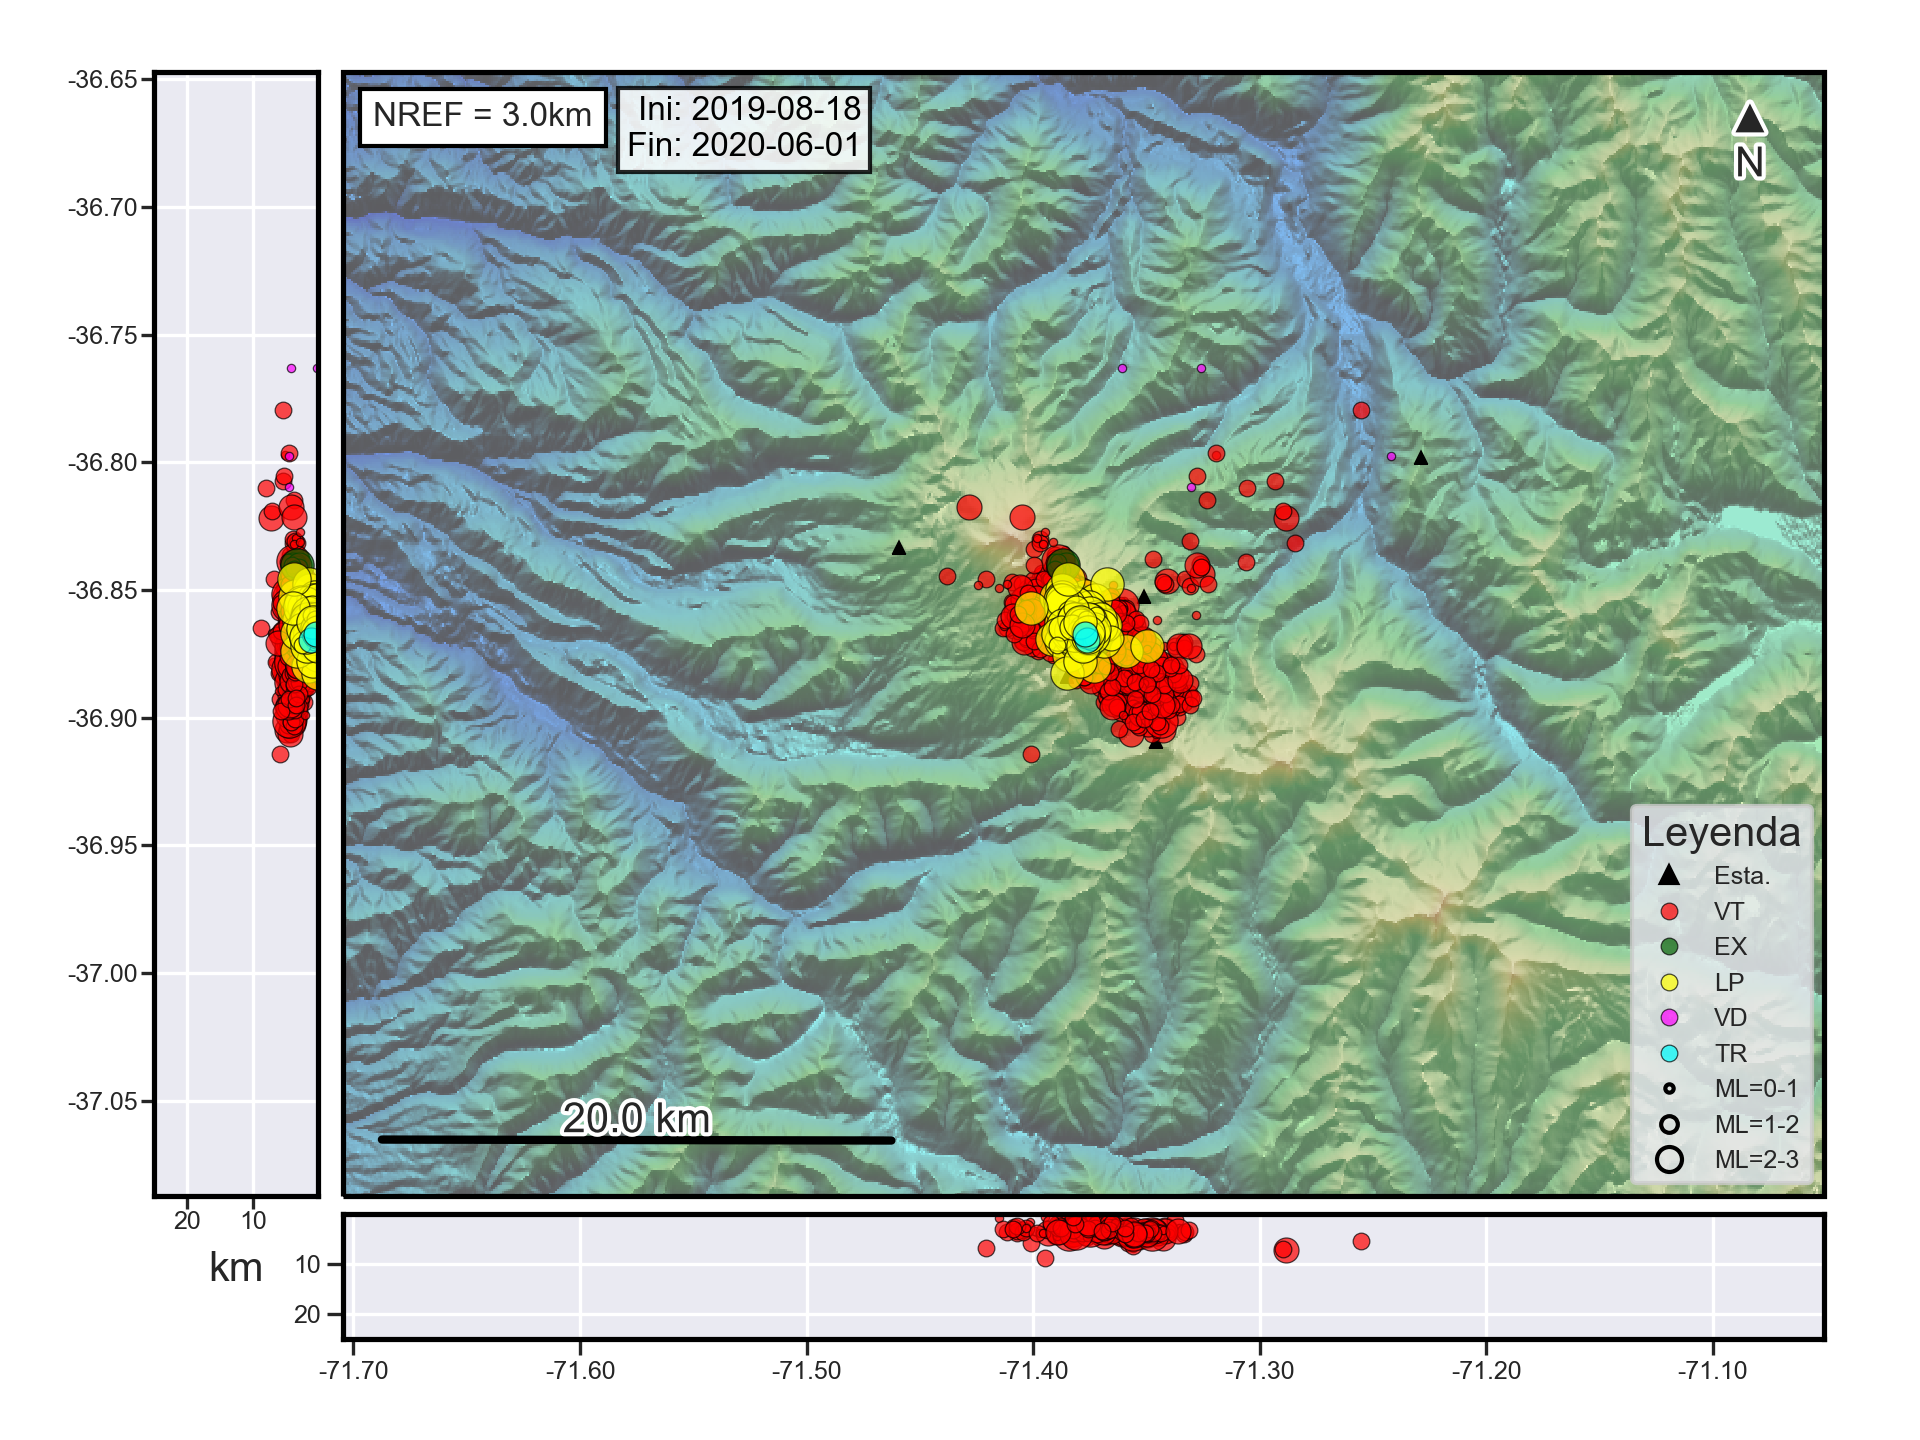 NREF = 3.0km
Ini: 2019-08-18
Fin: 2020-06-01
N
-36.65
-36.70
-36.75
-36.80
-36.85
-36.90
-36.95
-37.00
-37.05
20 10
km
20.0 km
Leyenda
Esta.
VT
EX
LP
VD
TR
ML=0-1
ML=1-2
ML=2-3
10
20
-71.70 -71.60 -71.50 -71.40 -71.30 -71.20 -71.10